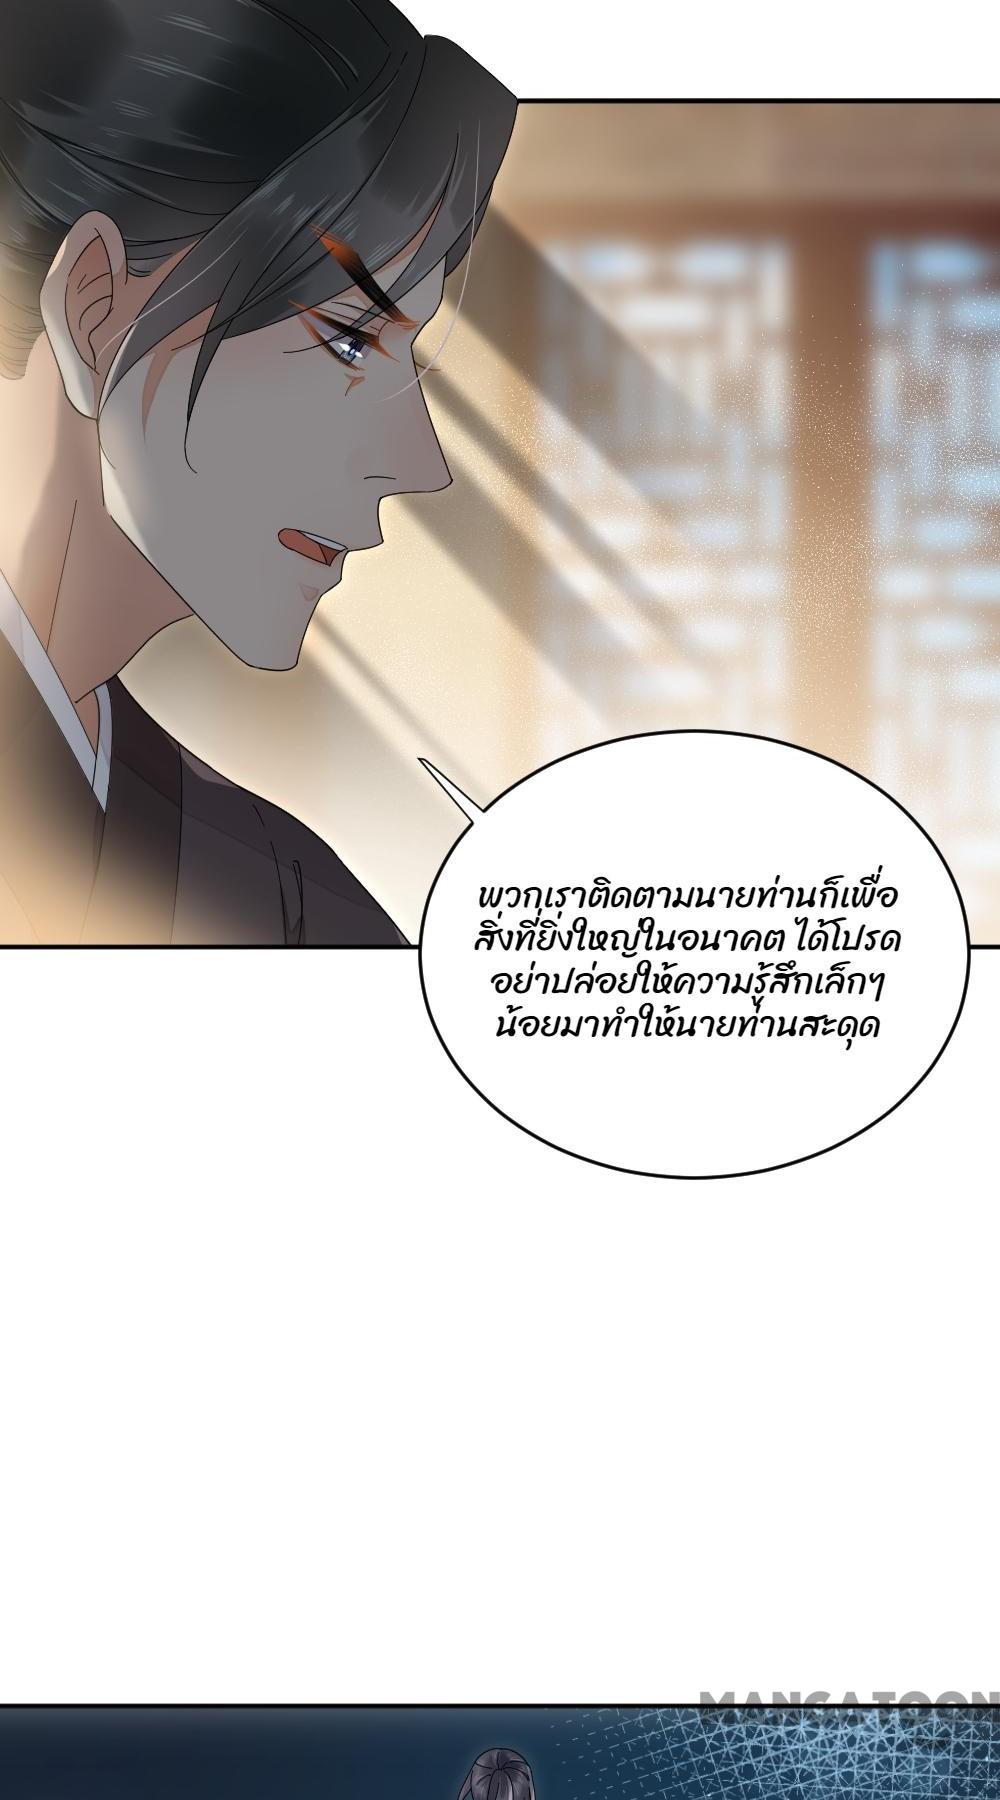 พวกเราติดตามนายท่านก็เพื่อ
สิ่งที่ยิ่งใหญ่ในอนาคต ได้โปรด
อย่าปล่อยให้ความรู้สึกเล็กๆ
น้อยมาทำให้นายท่านสะดุด
MANGATOON